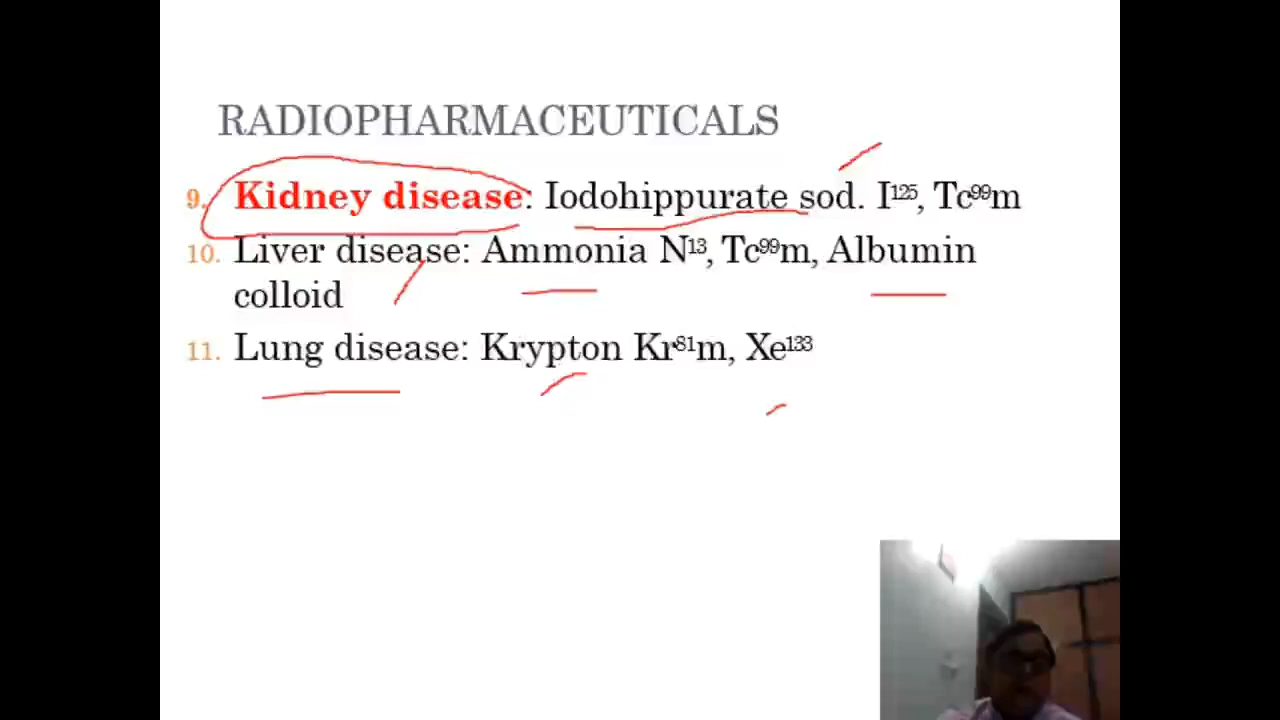 RADIOPHARMACEUTICALS
9. Kidney disease: Iodohippurate sod. I¹²⁵, Tc⁹⁹m
10. Liver disease: Ammonia N¹³, Tc⁹⁹m, Albumin
colloid
11. Lung disease: Krypton Kr⁸¹m, Xe¹³³